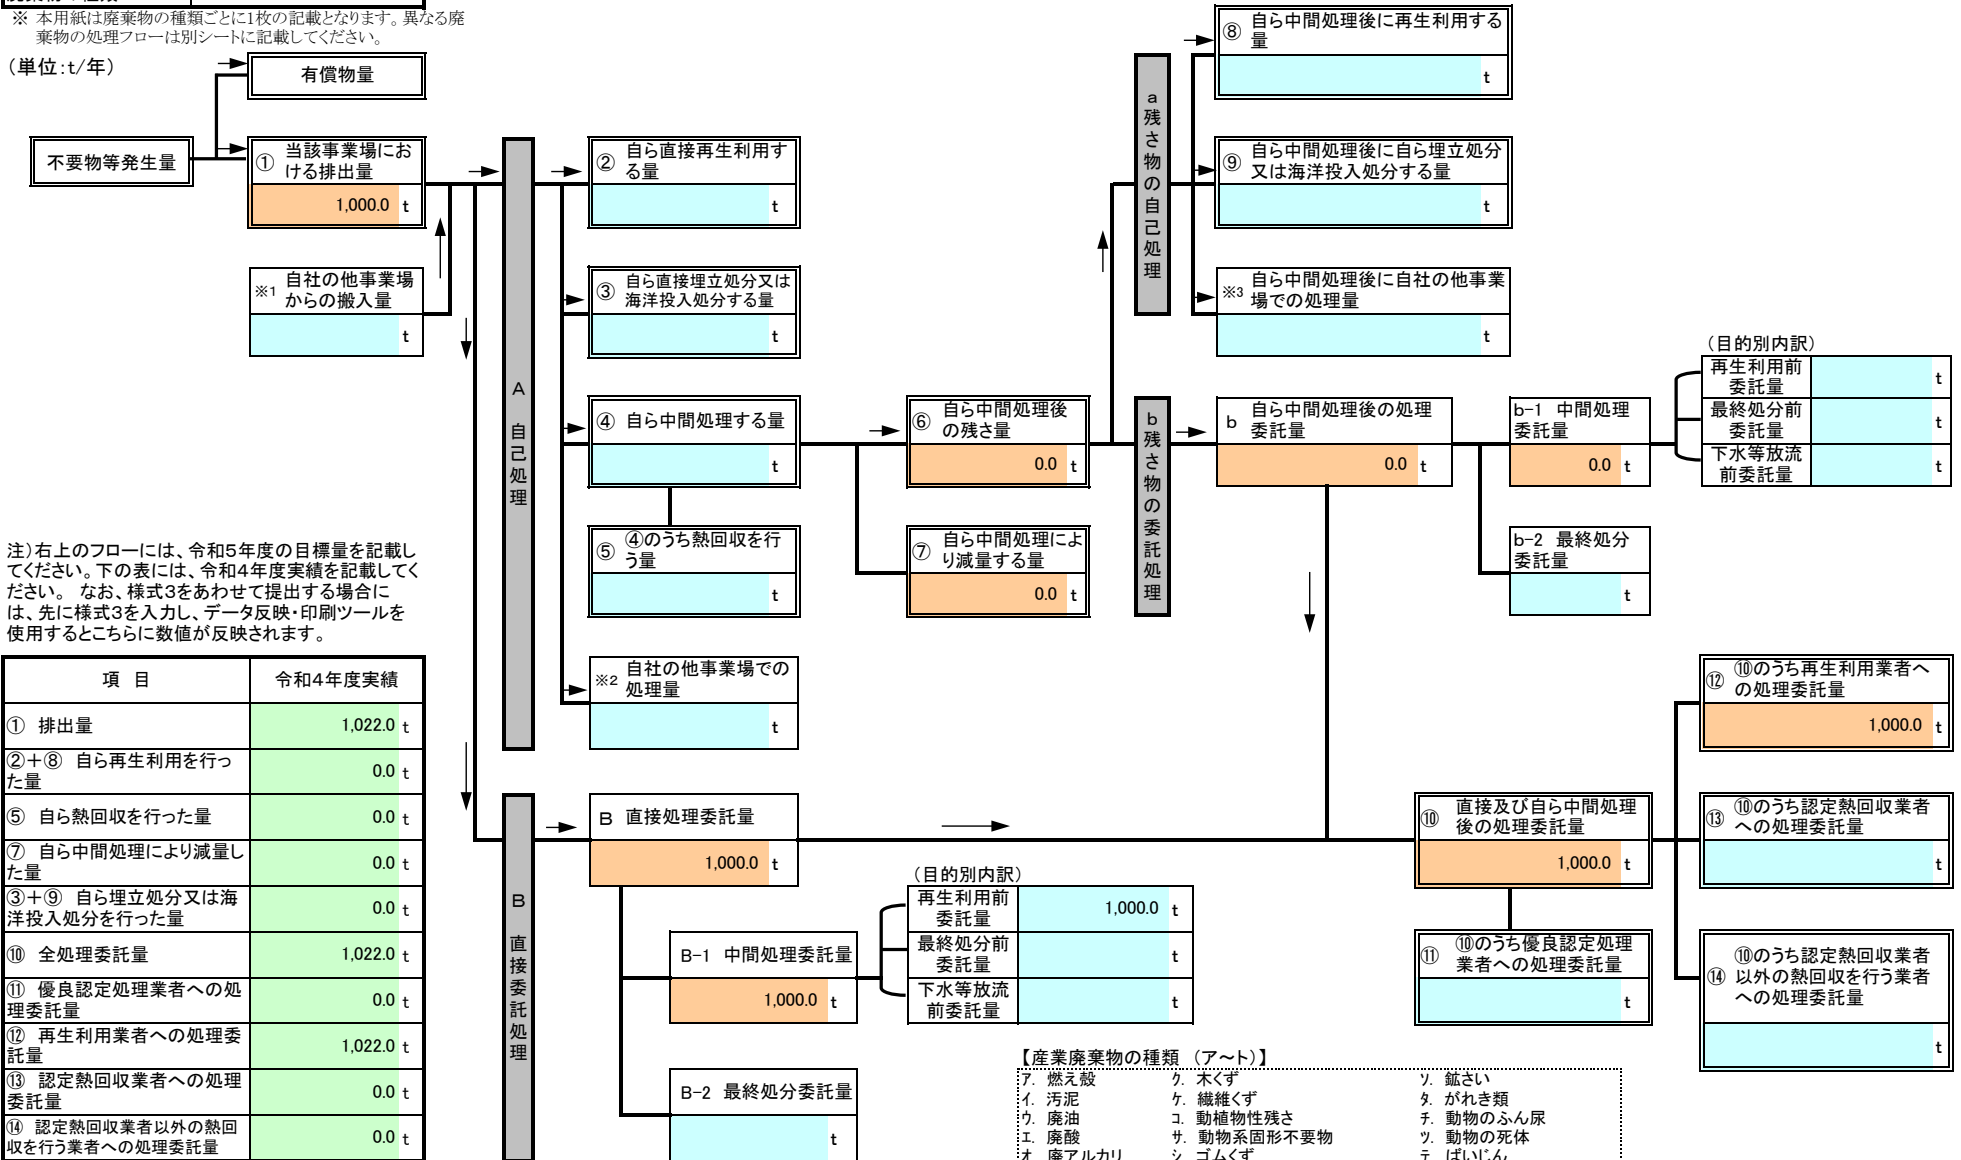 ※ 本用紙は廃棄物の種類ごとに1枚の記載となります。異なる廃
棄物の処理フローは別シートに記載してください。
（単位：t/年）
有償物量
不要物等発生量
① 当該事業場にお
ける排出量
1,000.0 t
※1 自社の他事業場
からの搬入量
t
A 自己処理
② 自ら直接再生利用す
る量
t
③ 自ら直接埋立処分又は
海洋投入処分する量
t
④ 自ら中間処理する量
t
⑤ ④のうち熱回収を行
う量
t
※2 自社の他事業場での
処理量
t
⑥ 自ら中間処理後
の残さ量
0.0 t
⑦ 自ら中間処理によ
り減量する量
0.0 t
a残さ物の自己処理
⑧ 自ら中間処理後に再生利用する
量
t
⑨ 自ら中間処理後に自ら埋立処分
又は海洋投入処分する量
t
※3 自ら中間処理後に自社の他事業
場での処理量
t
b残さ物の委託処理
b 自ら中間処理後の処理
委託量
0.0 t
b-1 中間処理
委託量
0.0 t
b-2 最終処分
委託量
t
（目的別内訳）
再生利用前
委託量
t
最終処分前
委託量
t
下水等放流
前委託量
t
注）右上のフローには、令和5年度の目標量を記載し
てください。下の表には、令和4年度実績を記載してく
ださい。 なお、様式3をあわせて提出する場合に
は、先に様式3を入力し、データ反映・印刷ツールを
使用するとこちらに数値が反映されます。
項 目 令和4年度実績
① 排出量 1,022.0 t
②＋⑧ 自ら再生利用を行っ
た量
0.0 t
⑤ 自ら熱回収を行った量 0.0 t
⑦ 自ら中間処理により減量し
た量
0.0 t
③＋⑨ 自ら埋立処分又は海
洋投入処分を行った量
0.0 t
⑩ 全処理委託量 1,022.0 t
⑪ 優良認定処理業者への処
理委託量
0.0 t
⑫ 再生利用業者への処理委
託量
1,022.0 t
⑬ 認定熱回収業者への処理
委託量
0.0 t
⑭ 認定熱回収業者以外の熱回
収を行う業者への処理委託量
0.0 t
B 直接委託処理
B 直接処理委託量
1,000.0 t
B-1 中間処理委託量
1,000.0 t
B-2 最終処分委託量
t
（目的別内訳）
再生利用前
委託量
1,000.0 t
最終処分前
委託量
t
下水等放流
前委託量
t
⑩ 直接及び自ら中間処理
後の処理委託量
1,000.0 t
⑪ ⑩のうち優良認定処理
業者への処理委託量
t
⑫ ⑩のうち再生利用業者へ
の処理委託量
1,000.0 t
⑬ ⑩のうち認定熱回収業者
への処理委託量
t
⑭ ⑩のうち認定熱回収業者
以外の熱回収を行う業者
への処理委託量
t
【産業廃棄物の種類 （ア～ト）】
ア. 燃え殻 ク. 木くず ソ. 鉱さい
イ. 汚泥 ケ. 繊維くず タ. がれき類
ウ. 廃油 コ. 動植物性残さ チ. 動物のふん尿
エ. 廃酸 サ. 動物系固形不要物 ツ. 動物の死体
オ. 廃アルカリ シ. ゴムくず テ. ばいじん